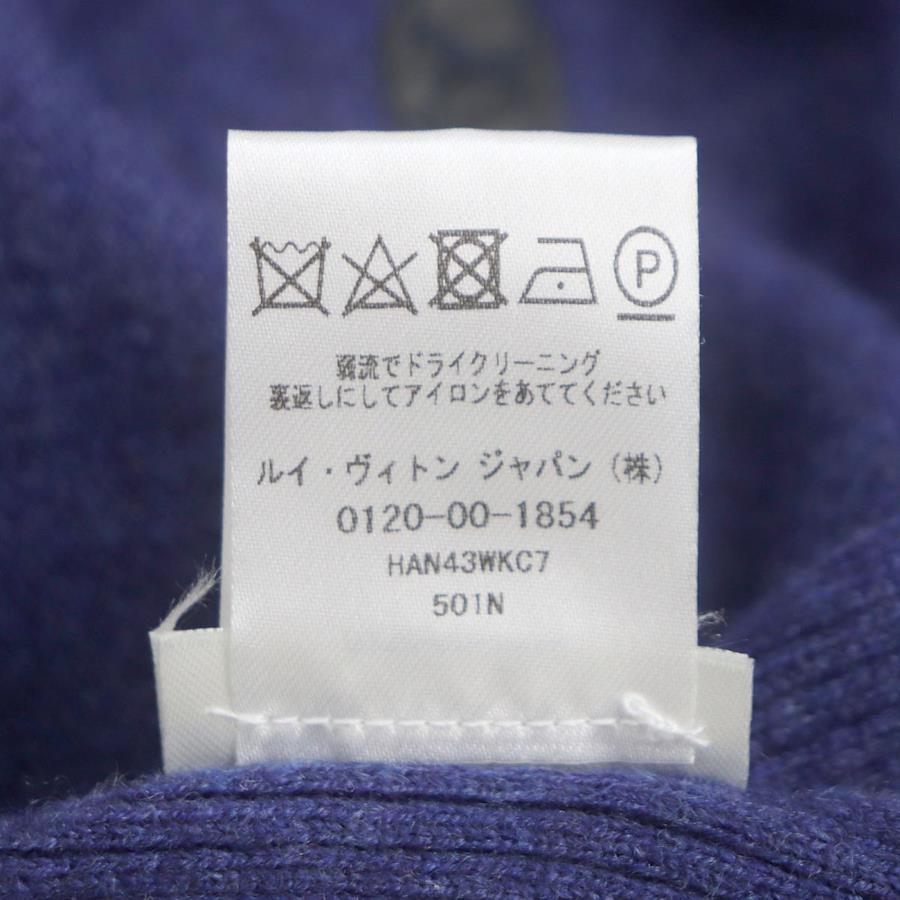 P
弱流でドライクリーニング
裏返しにしてアイロンをあててください
ルイ・ヴィトン ジャパン (株)
0120-00-1854
HAN43WKC7
501N